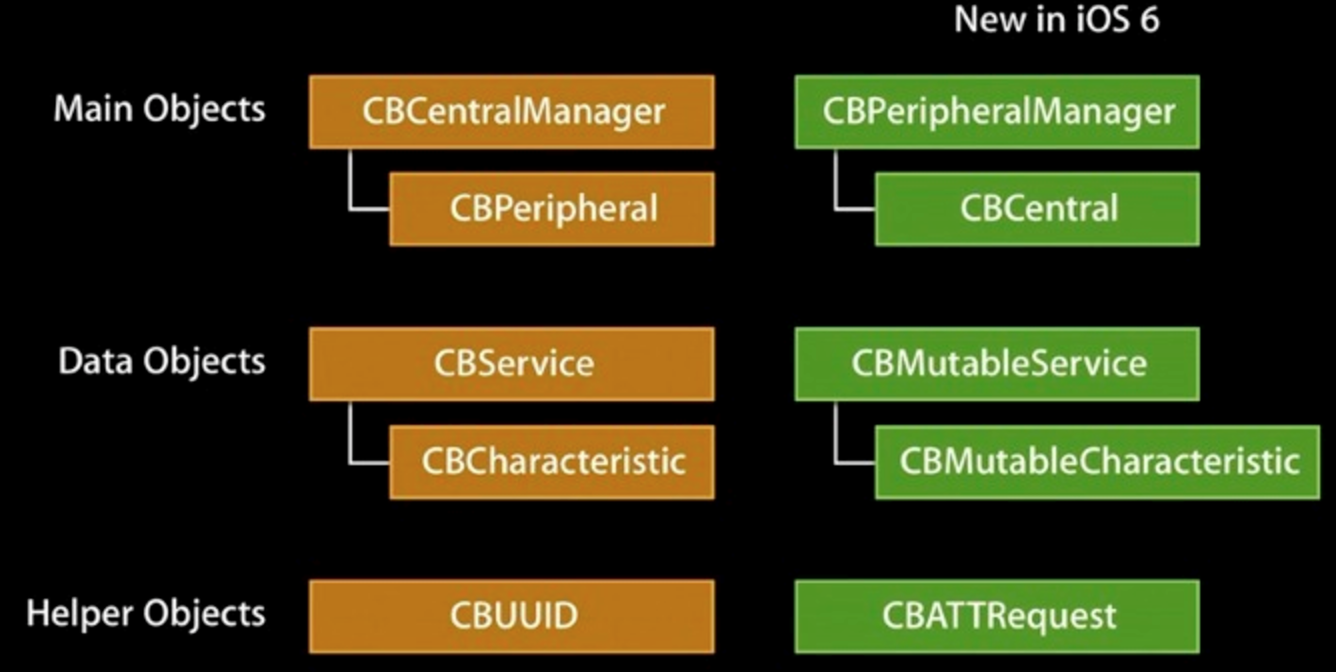 New in iOS 6
Main Objects CBCentralManager CBPeripheralManager
CBPeripheral CBCentral
Data Objects CBService CBMutableService
CBCharacteristic CBMutableCharacteristic
Helper Objects CBUUID CBATTRequest